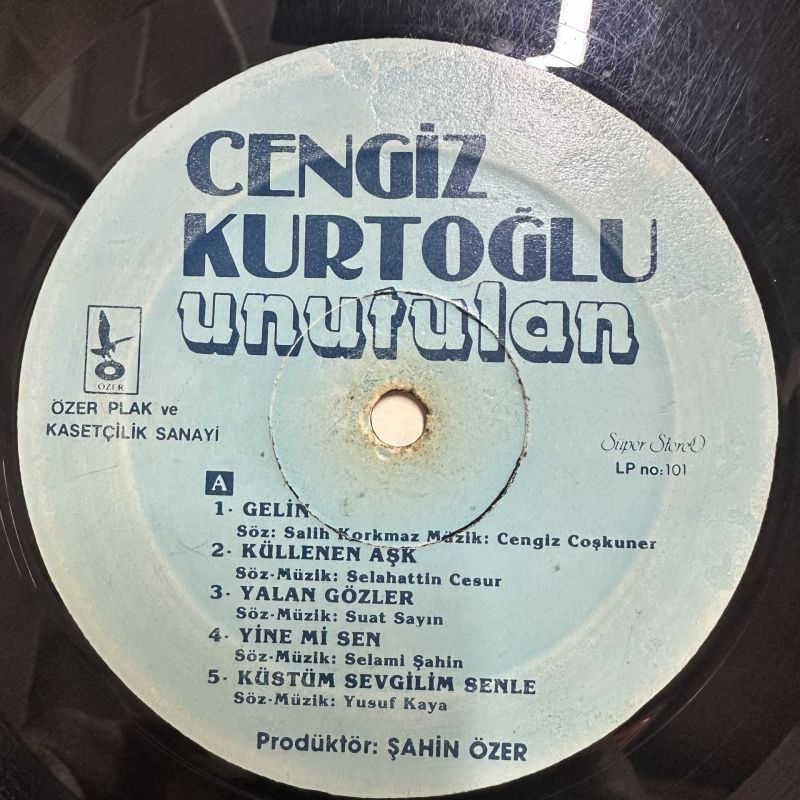 CENGİZ
KURTOĞLU
unutulan
ÖZER
ÖZER PLAK ve
KASETÇİLİK SANAYİ
Süper Stereo
LP no: 101
A
1- GELİN
Söz: Salih Korkmaz Müzik: Cengiz Coşkuner
2- KÜLLENEN AŞK
Söz-Müzik: Selahattin Cesur
3- YALAN GÖZLER
Söz-Müzik: Suat Sayın
4- YİNE Mİ SEN
Söz-Müzik: Selami Şahin
5- KÜSTÜM SEVGİLİM SENLE
Söz-Müzik: Yusuf Kaya
Prodüktör: ŞAHİN ÖZER